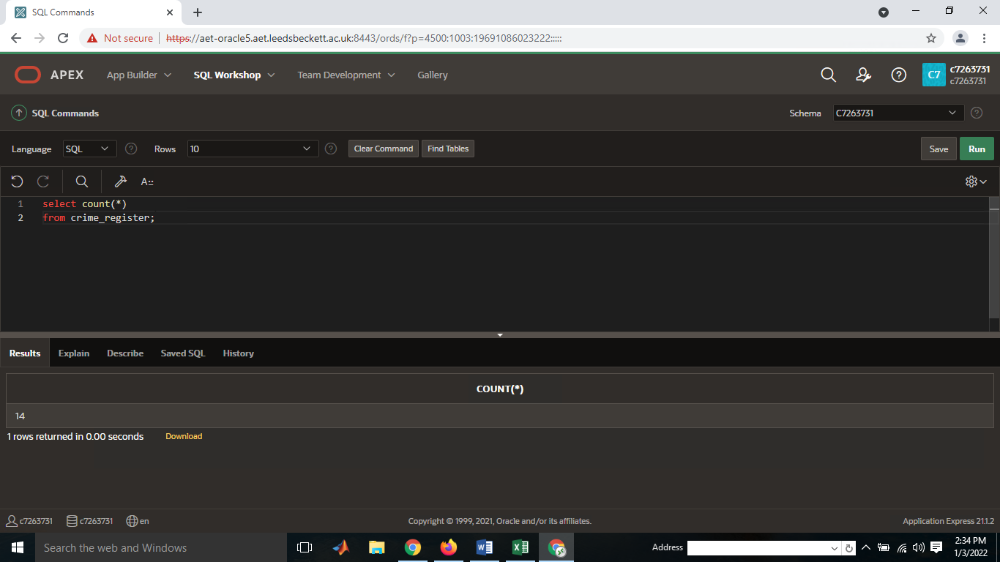 SQL Commands
Not secure https://aet-oracle5.aet.leedsbeckett.ac.uk:8443/ords/f?p=4500:1003:19691086023222:::::
APEX App Builder SQL Workshop Team Development Gallery C7 c7263731
c7263731
SQL Commands Schema C7263731
Language SQL Rows 10 Clear Command Find Tables Save Run
A::
1 select count(*)
2 from crime_register;
Results Explain Describe Saved SQL History
COUNT(*)
14
1 rows returned in 0.00 seconds Download
c7263731 c7263731 en Copyright © 1999, 2021, Oracle and/or its affiliates. Application Express 21.1.2
Search the web and Windows Address 2:34 PM
1/3/2022